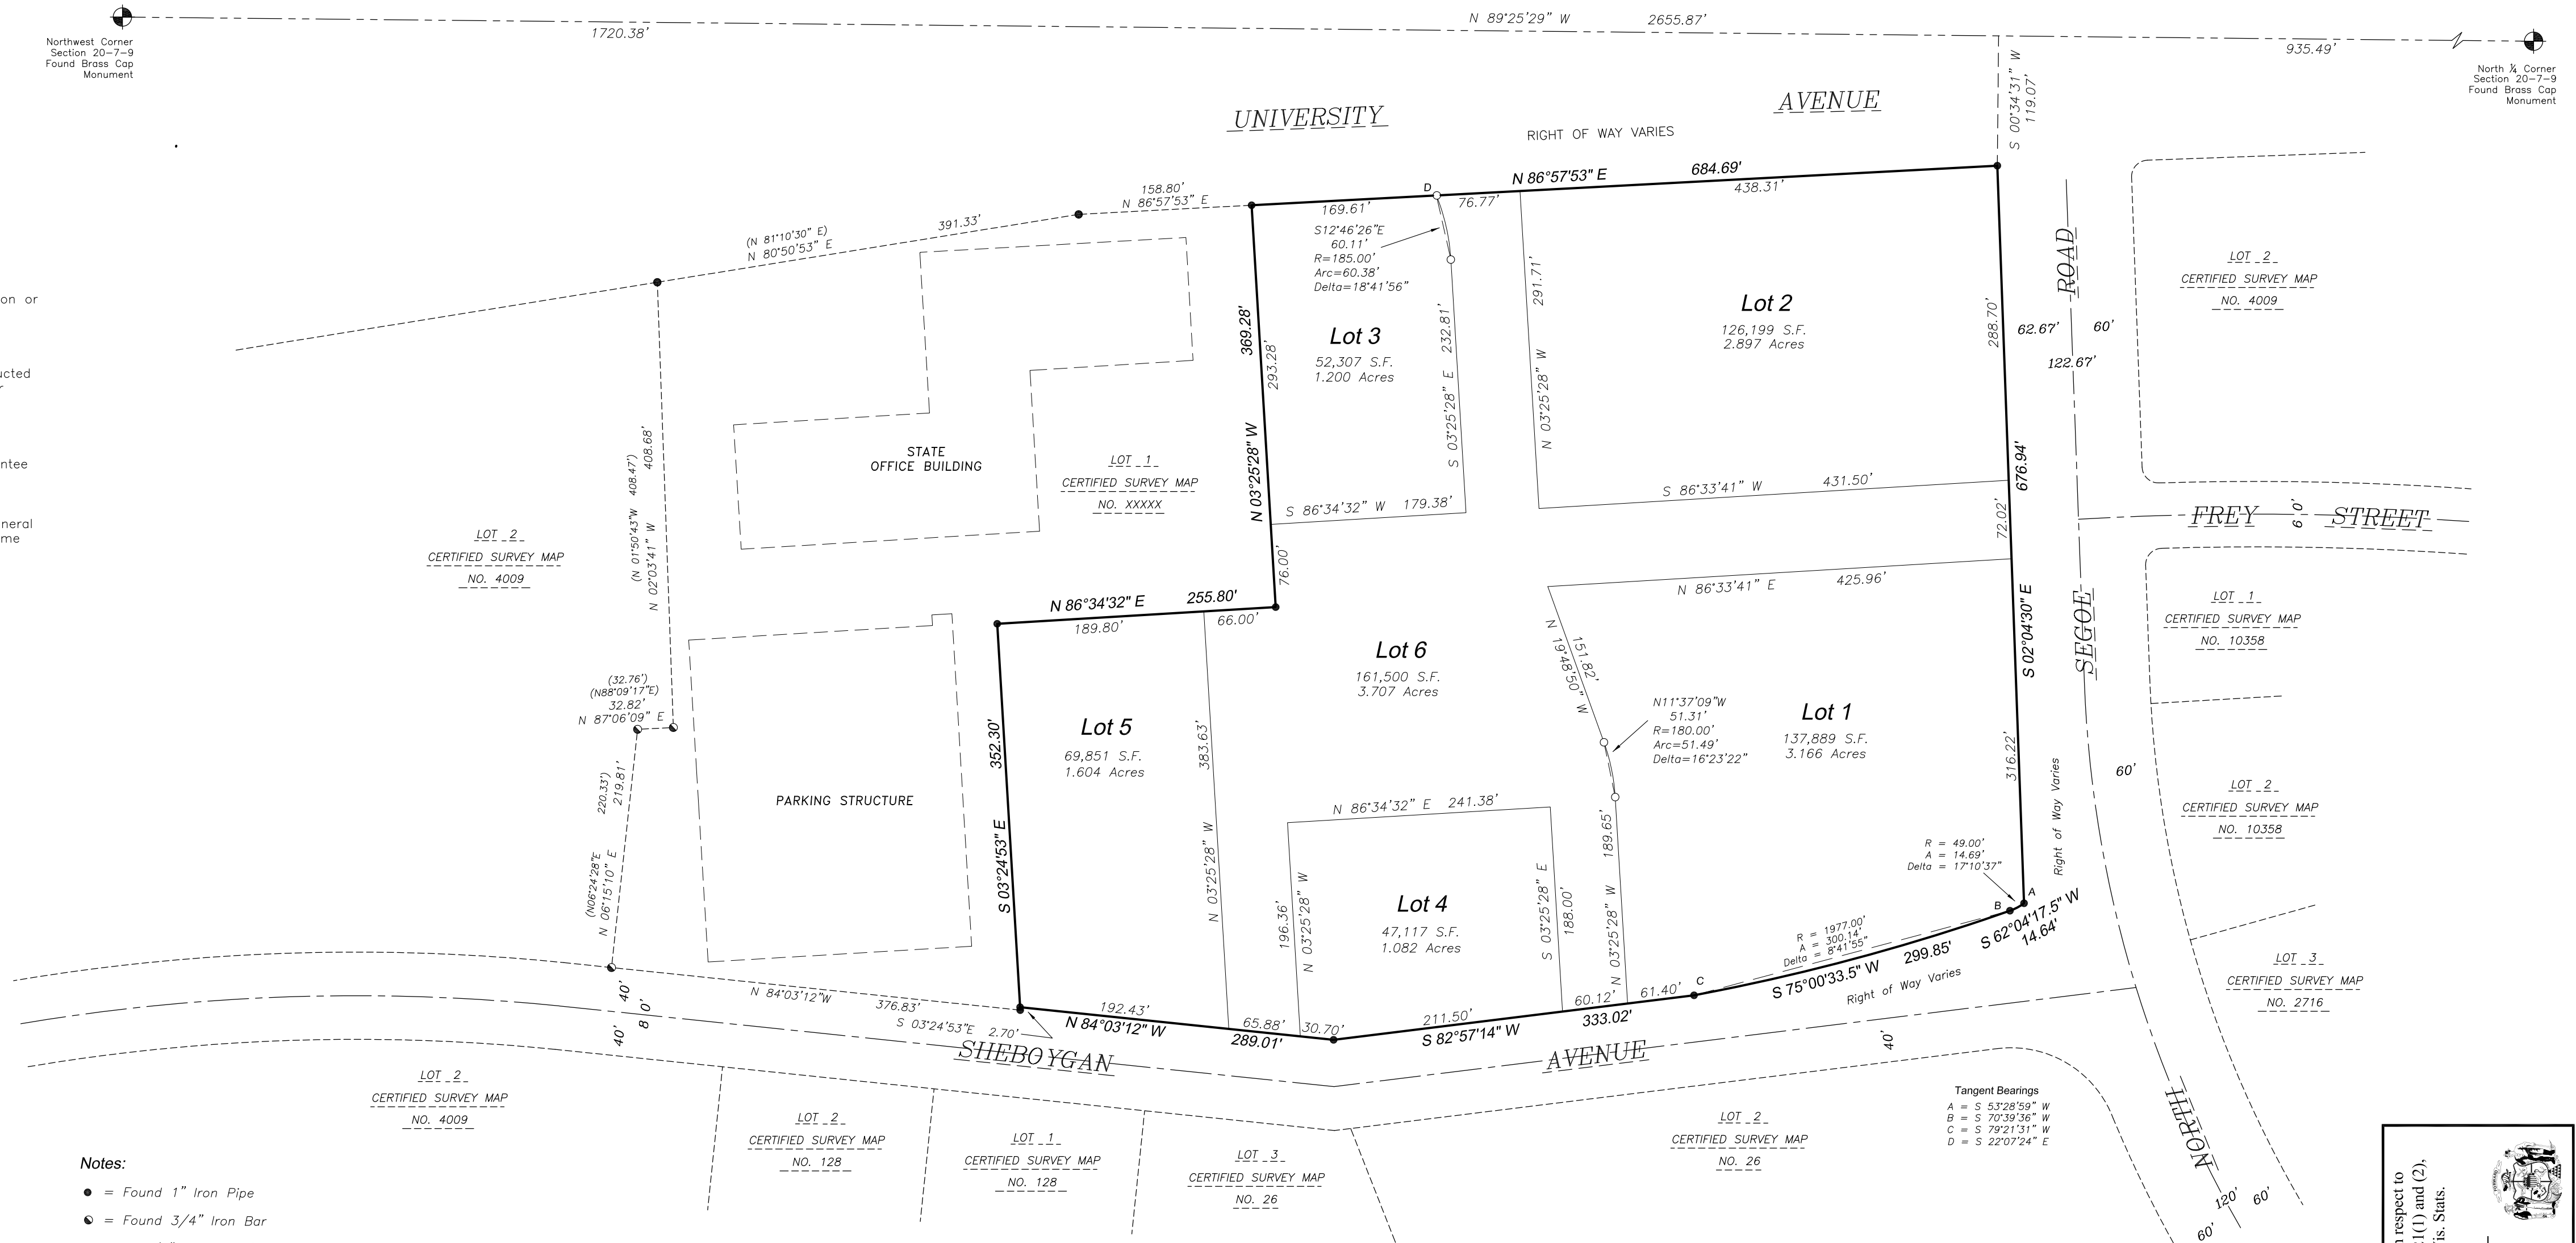 N 89°25'29" W 2655.87'
1720.38'
935.49'
Northwest Corner
Section 20-7-9
Found Brass Cap
Monument
North ¼ Corner
Section 20-7-9
Found Brass Cap
Monument
S 00°34'31" W
119.07'
UNIVERSITY AVENUE
RIGHT OF WAY VARIES
158.80'
N 86°57'53" E
391.33'
(N 81°10'30" E)
N 80°50'53" E
D
N 86°57'53" E 684.69'
169.61'
76.77'
438.31'
S12°46'26"E
60.11'
R=185.00'
Arc=60.38'
Delta=18°41'56"
on or
ucted
r
ntee
neral
me
369.28'
N 03°25'28" W
293.28'
76.00'
Lot 3
52,307 S.F.
1.200 Acres
S 03°25'28" E 232.81'
S 86°34'32" W 179.38'
N 03°25'28" W 291.71'
Lot 2
126,199 S.F.
2.897 Acres
S 86°33'41" W 431.50'
288.70'
72.02'
316.22'
S 02°04'30" E 676.94'
SEGOE ROAD
62.67' 60'
122.67'
LOT 2
CERTIFIED SURVEY MAP
NO. 4009
FREY STREET
60'
LOT 1
CERTIFIED SURVEY MAP
NO. 10358
60'
LOT 2
CERTIFIED SURVEY MAP
NO. 10358
LOT 3
CERTIFIED SURVEY MAP
NO. 2716
STATE
OFFICE BUILDING
LOT 1
CERTIFIED SURVEY MAP
NO. XXXXX
LOT 2
CERTIFIED SURVEY MAP
NO. 4009
(N 01°50'43"W 408.47')
N 02°03'41" W 408.68'
(32.76')
(N88°09'17"E)
32.82'
N 87°06'09" E
(N06°24'28"E 220.33')
N 06°15'10" E 219.81'
PARKING STRUCTURE
N 86°34'32" E 255.80'
189.80'
66.00'
S 03°24'53" E 352.30'
Lot 5
69,851 S.F.
1.604 Acres
N 03°25'28" W 383.63'
Lot 6
161,500 S.F.
3.707 Acres
N 86°33'41" E 425.96'
N 19°48'50" W
151.82'
N11°37'09"W
51.31'
R=180.00'
Arc=51.49'
Delta=16°23'22"
Lot 1
137,889 S.F.
3.166 Acres
N 03°25'28" W 189.65'
N 86°34'32" E 241.38'
196.36'
N 03°25'28" W
Lot 4
47,117 S.F.
1.082 Acres
S 03°25'28" E
188.00'
R = 49.00'
A = 14.69'
Delta = 17°10'37"
A
B
C
S 62°04'17.5" W
14.64'
R = 1977.00'
A = 300.14'
Delta = 8°41'55"
S 75°00'33.5" W 299.85'
Right of Way Varies
Right of Way Varies
60.12'
61.40'
211.50'
S 82°57'14" W
333.02'
192.43'
N 84°03'12" W
65.88'
30.70'
289.01'
N 84°03'12"W 376.83'
S 03°24'53"E 2.70'
40'
80'
40'
SHEBOYGAN AVENUE
40'
NORTH
120'
60'
60'
Tangent Bearings
A = S 53°28'59" W
B = S 70°39'36" W
C = S 79°21'31" W
D = S 22°07'24" E
LOT 2
CERTIFIED SURVEY MAP
NO. 4009
LOT 2
CERTIFIED SURVEY MAP
NO. 128
LOT 1
CERTIFIED SURVEY MAP
NO. 128
LOT 3
CERTIFIED SURVEY MAP
NO. 26
LOT 2
CERTIFIED SURVEY MAP
NO. 26
Notes:
= Found 1" Iron Pipe
= Found 3/4" Iron Bar
respect to
1(1) and (2),
is. Stats.